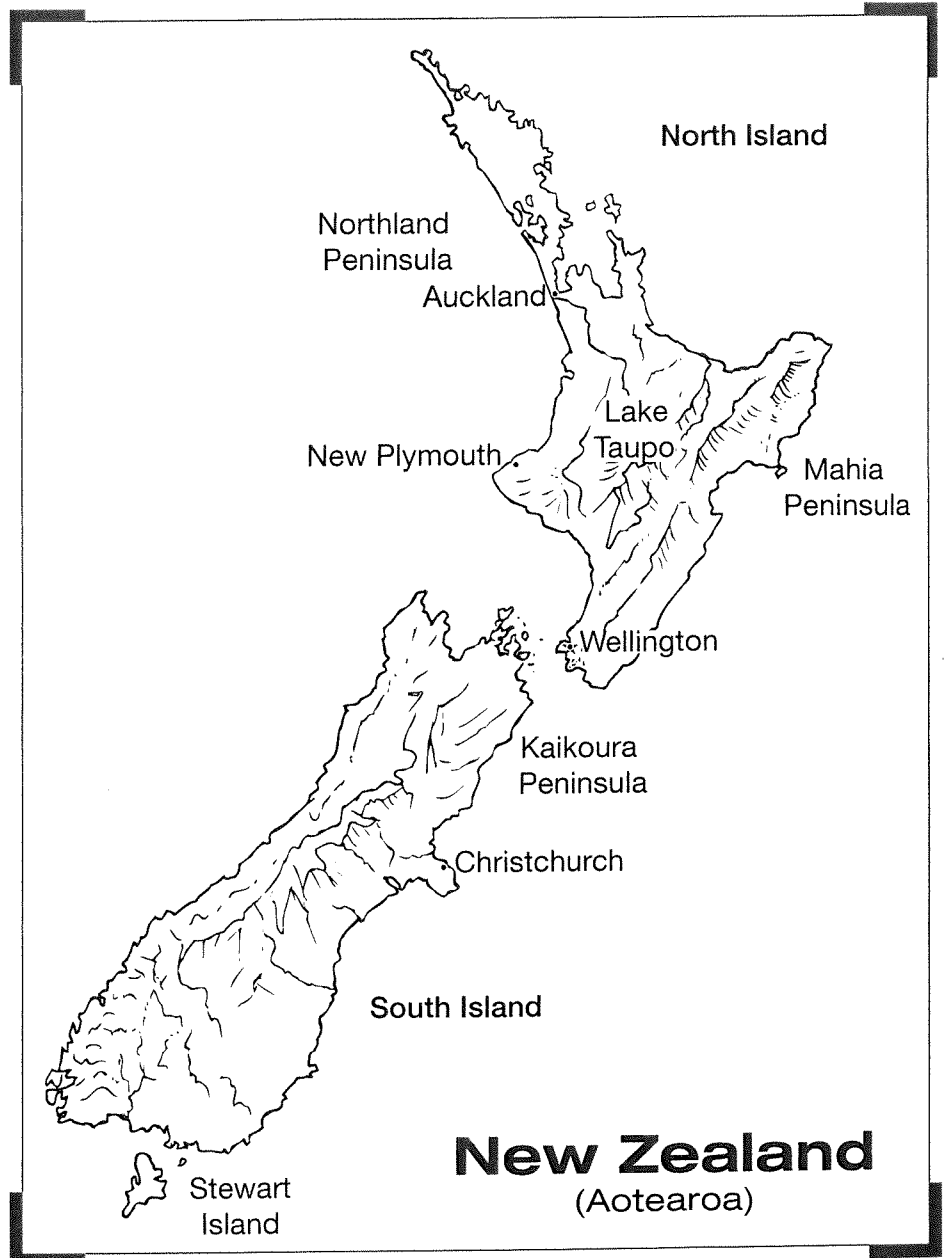 North Island
Northland
Peninsula
Auckland
Lake
Taupo
New Plymouth
Mahia
Peninsula
Wellington
Kaikoura
Peninsula
Christchurch
South Island
New Zealand
(Aotearoa)
Stewart
Island